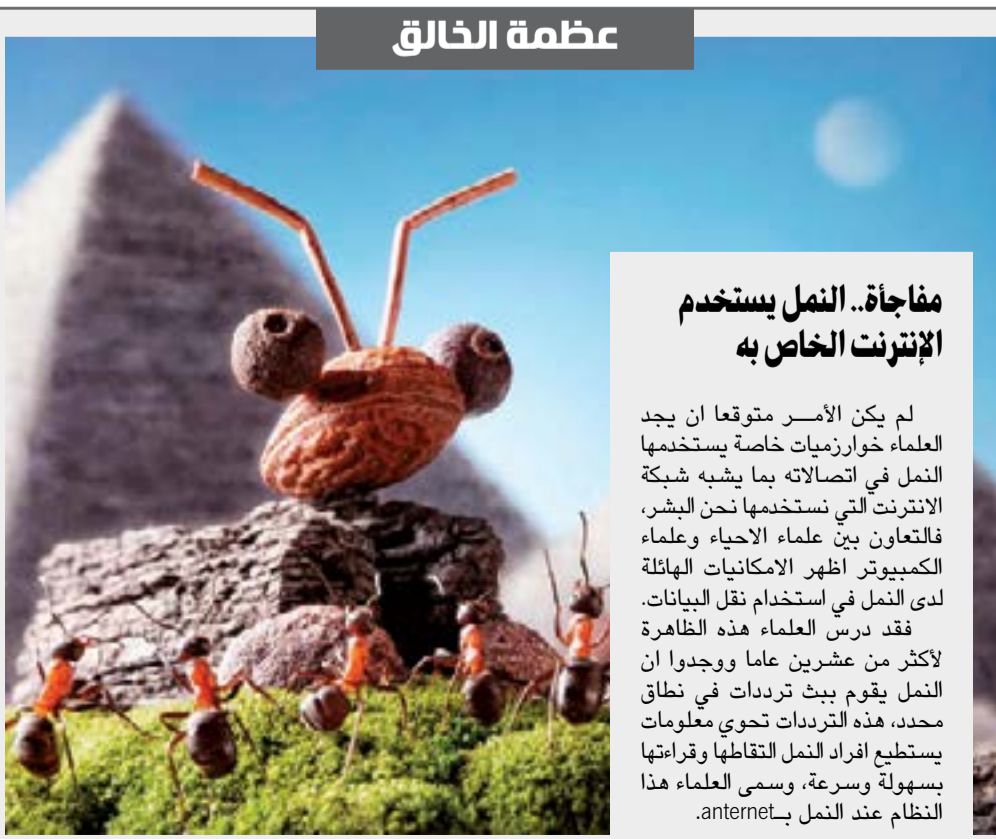 عظمة الخالق
مفاجأة.. النمل يستخدم
الإنترنت الخاص به
لم يكن الأمر متوقعا ان يجد
العلماء خوارزميات خاصة يستخدمها
النمل في اتصالاته بما يشبه شبكة
الانترنت التي نستخدمها نحن البشر،
فالتعاون بين علماء الاحياء وعلماء
الكمبيوتر اظهر الامكانيات الهائلة
لدى النمل في استخدام نقل البيانات.
فقد درس العلماء هذه الظاهرة
لأكثر من عشرين عاما ووجدوا ان
النمل يقوم ببث ترددات في نطاق
محدد، هذه الترددات تحوي معلومات
يستطيع افراد النمل التقاطها وقراءتها
بسهولة وسرعة، وسمى العلماء هذا
النظام عند النمل بـanternet.